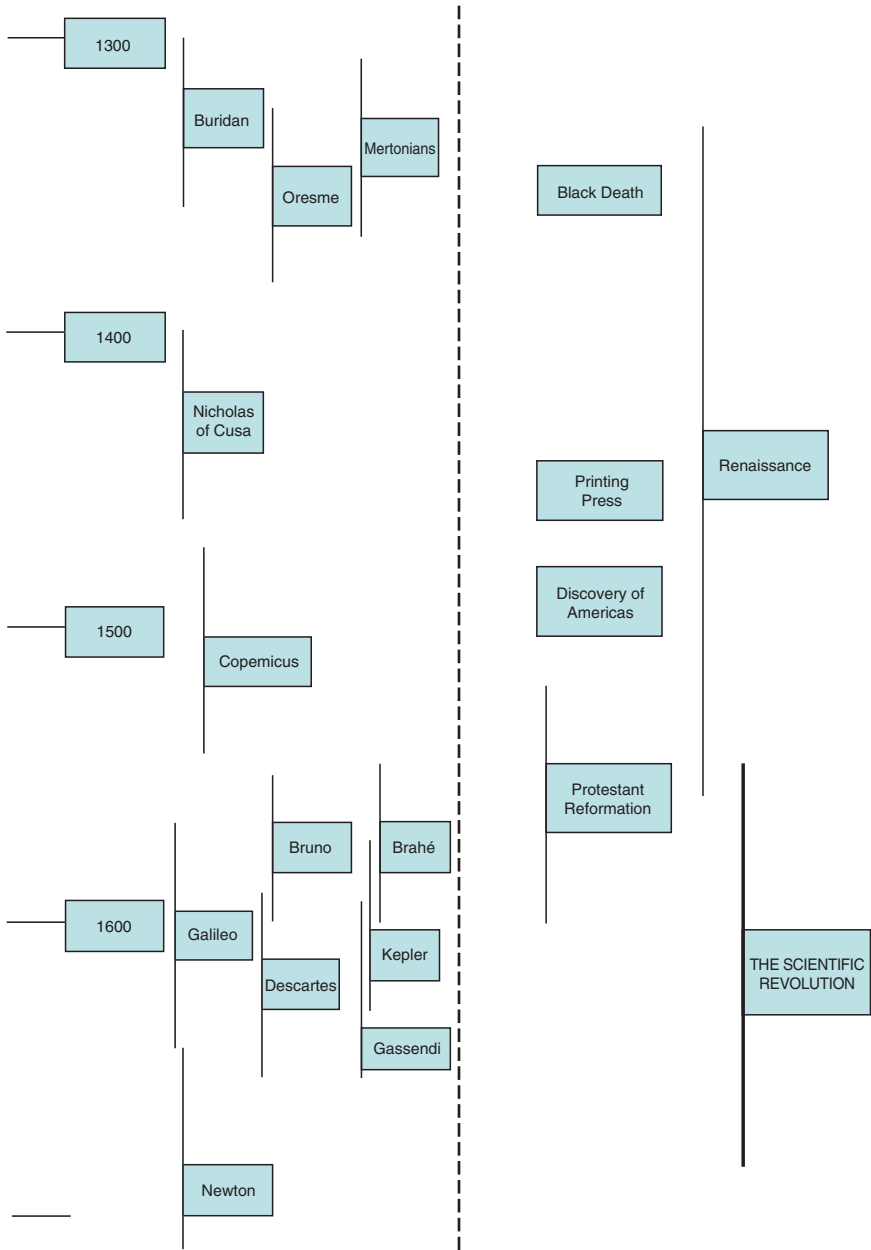 1300
Buridan
Mertonians
Oresme
Black Death
1400
Nicholas
of Cusa
Renaissance
Printing
Press
Discovery of
Americas
1500
Copemicus
Protestant
Reformation
Bruno
Brahé
1600
Galileo
Kepler
Descartes
THE SCIENTIFIC
REVOLUTION
Gassendi
Newton